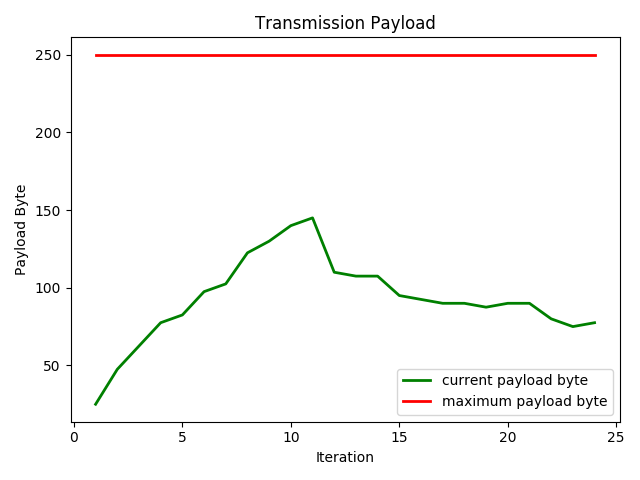 Transmission Payload
Payload Byte
250
200
150
100
50
0
5
10
15
20
25
Iteration
current payload byte
maximum payload byte